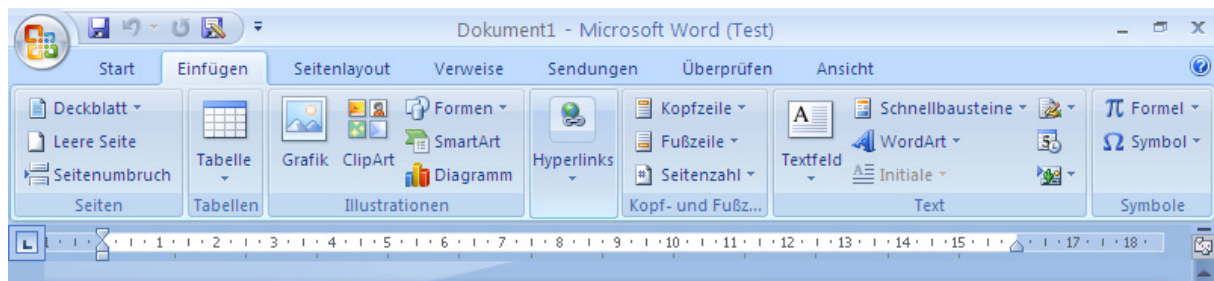 Dokument1 - Microsoft Word (Test)
Start Einfügen Seitenlayout Verweise Sendungen Überprüfen Ansicht
Deckblatt
Leere Seite
Seitenumbruch
Seiten
Tabelle
Tabellen
Grafik
ClipArt
Formen
SmartArt
Diagramm
Illustrationen
Hyperlinks
Kopfzeile
Fußzeile
Seitenzahl
Kopf- und Fußz...
Textfeld
Schnellbausteine
WordArt
Initiale
Text
Formel
Symbol
Symbole
1 · 1 · 2 · 3 · 4 · 5 · 6 · 7 · 8 · 9 · 10 · 11 · 12 · 13 · 14 · 15 · 17 · 18